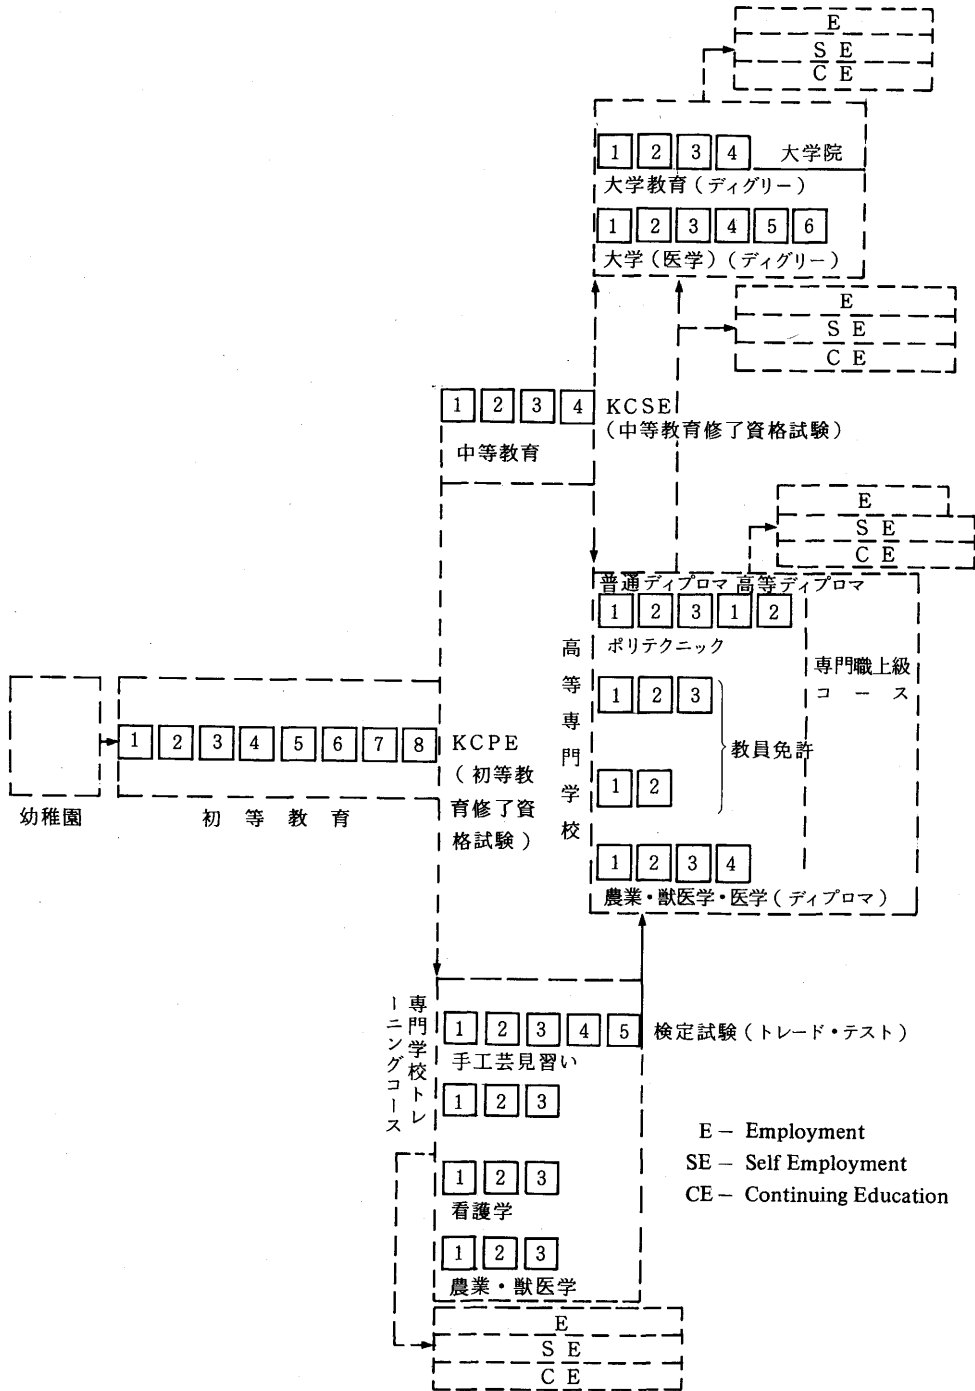 E
S E
C E
1 2 3 4 大学院
大学教育(ディグリー)
1 2 3 4 5 6
大学(医学)(ディグリー)
E
S E
C E
1 2 3 4 KCSE
(中等教育修了資格試験)
中等教育
E
S E
C E
普通ディプロマ 高等ディプロマ
1 2 3 1 2
ポリテクニック
高等専門学校
専門職上級
コース
1 2 3
教員免許
1 2
1 2 3 4
農業・獣医学・医学(ディプロマ)
幼稚園
1 2 3 4 5 6 7 8
初等教育
KCPE
(初等教
育修了資
格試験)
専門学校トレ
ーニングコース
1 2 3 4 5 検定試験(トレード・テスト)
手工芸見習い
1 2 3
1 2 3
看護学
1 2 3
農業・獣医学
E
S E
C E
E – Employment
SE – Self Employment
CE – Continuing Education